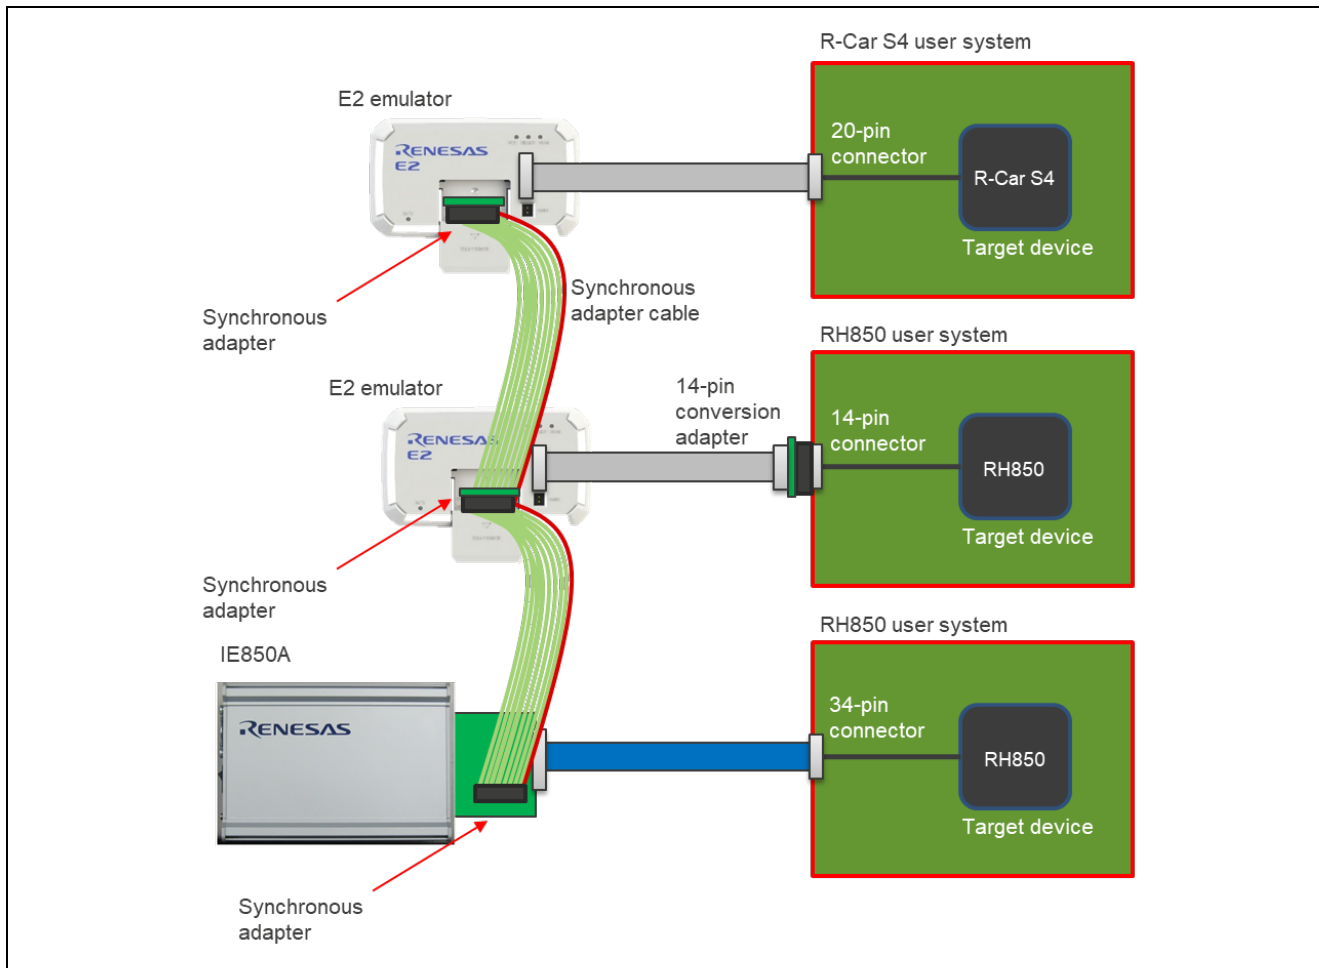 R-Car S4 user system
E2 emulator
RENESAS
E2
20-pin
connector
R-Car S4
Target device
Synchronous
adapter
Synchronous
adapter cable
RH850 user system
E2 emulator
14-pin
conversion
adapter
RENESAS
E2
14-pin
connector
RH850
Target device
Synchronous
adapter
RH850 user system
IE850A
RENESAS
34-pin
connector
RH850
Target device
Synchronous
adapter